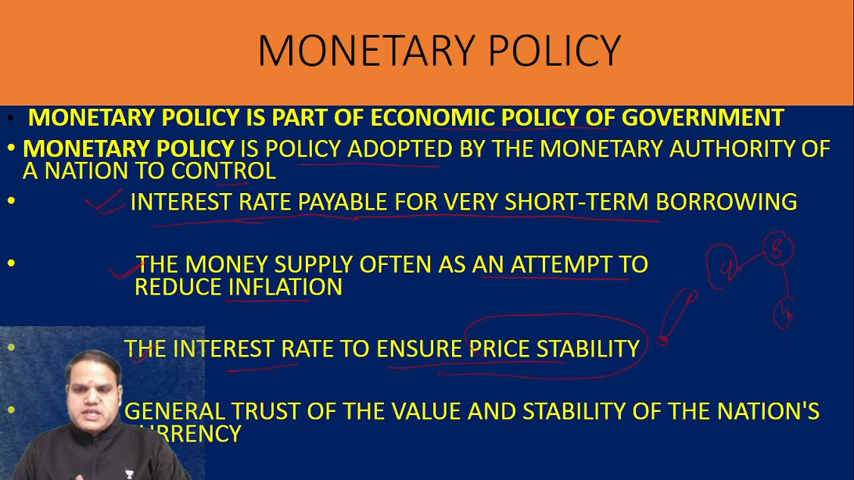 MONETARY POLICY
• MONETARY POLICY IS PART OF ECONOMIC POLICY OF GOVERNMENT
• MONETARY POLICY IS POLICY ADOPTED BY THE MONETARY AUTHORITY OF
A NATION TO CONTROL
• INTEREST RATE PAYABLE FOR VERY SHORT-TERM BORROWING
• THE MONEY SUPPLY OFTEN AS AN ATTEMPT TO
REDUCE INFLATION
8
• THE INTEREST RATE TO ENSURE PRICE STABILITY
• GENERAL TRUST OF THE VALUE AND STABILITY OF THE NATION'S
URRENCY